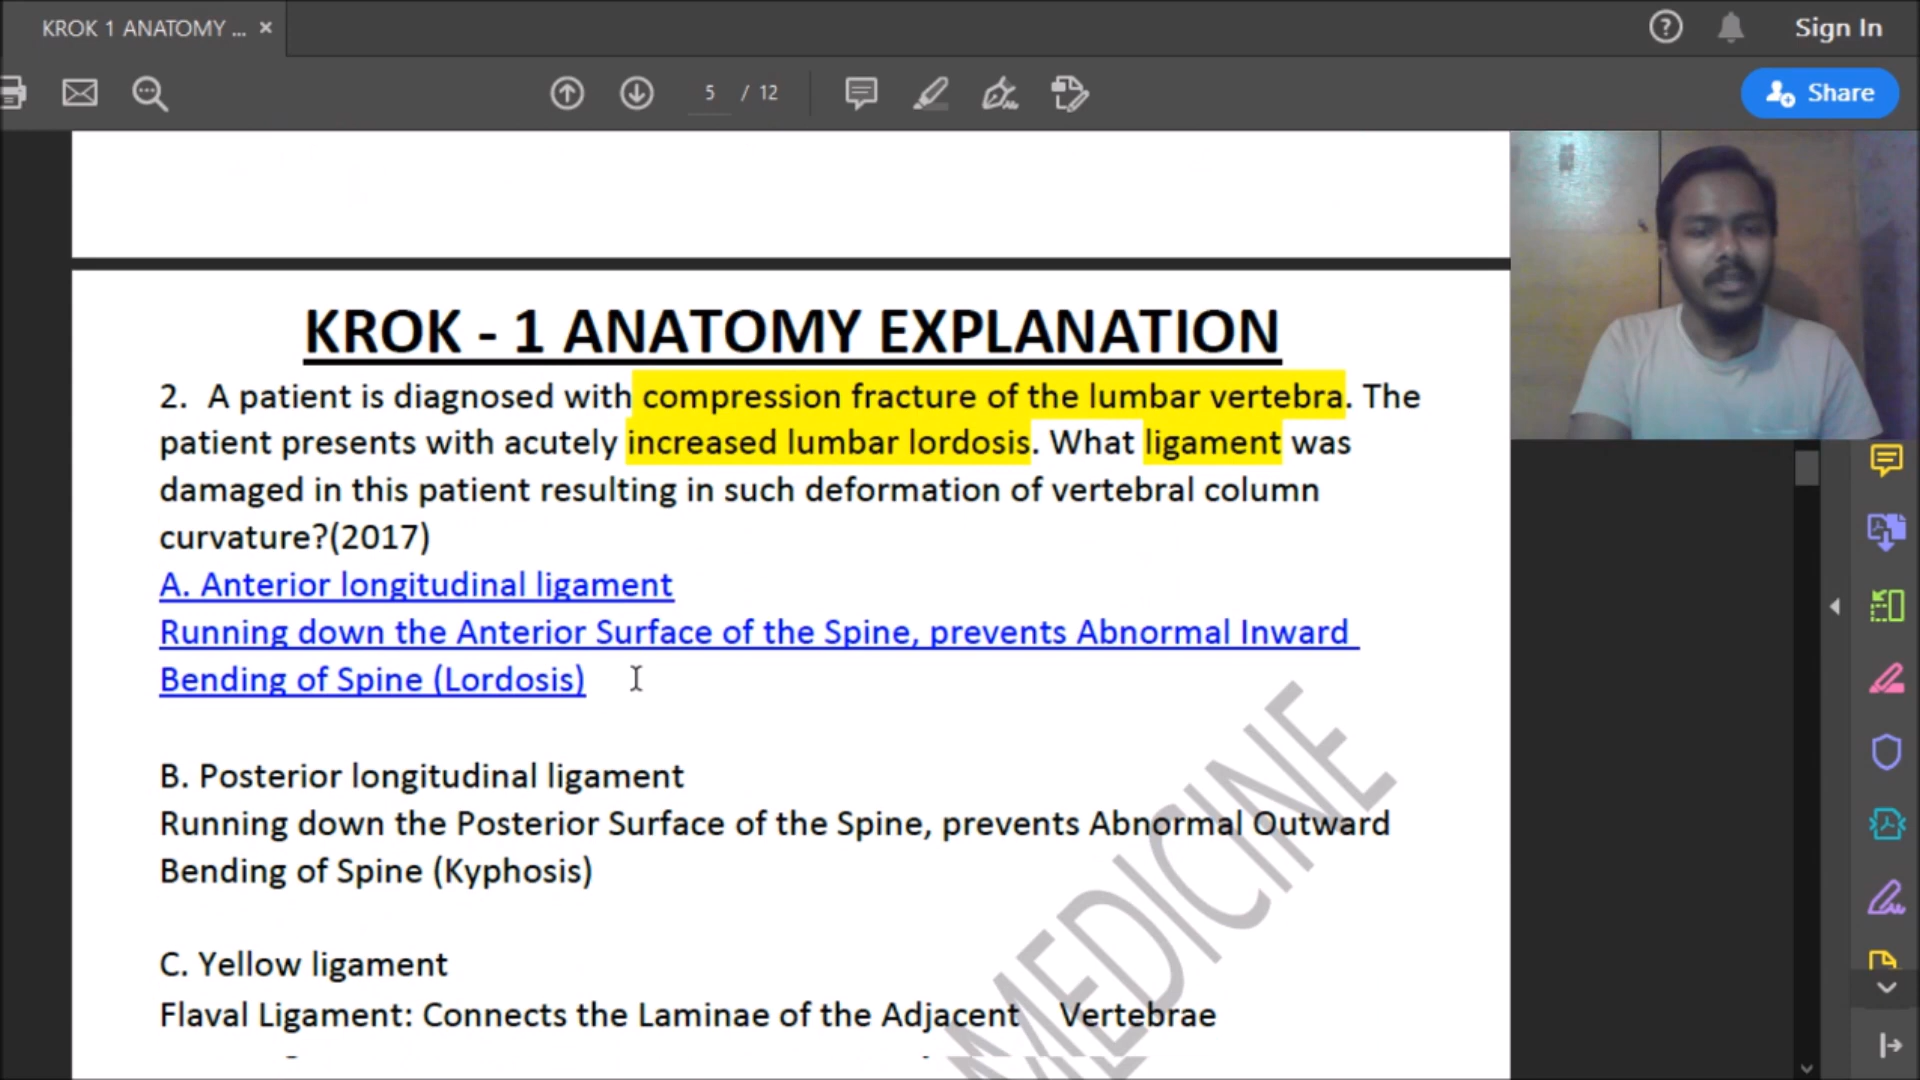 KROK 1 ANATOMY ...
Sign In
5 / 12
Share
KROK - 1 ANATOMY EXPLANATION
2. A patient is diagnosed with compression fracture of the lumbar vertebra. The
patient presents with acutely increased lumbar lordosis. What ligament was
damaged in this patient resulting in such deformation of vertebral column
curvature?(2017)
A. Anterior longitudinal ligament
Running down the Anterior Surface of the Spine, prevents Abnormal Inward
Bending of Spine (Lordosis)
B. Posterior longitudinal ligament
Running down the Posterior Surface of the Spine, prevents Abnormal Outward
Bending of Spine (Kyphosis)
C. Yellow ligament
Flaval Ligament: Connects the Laminae of the Adjacent Vertebrae
MEDICINE